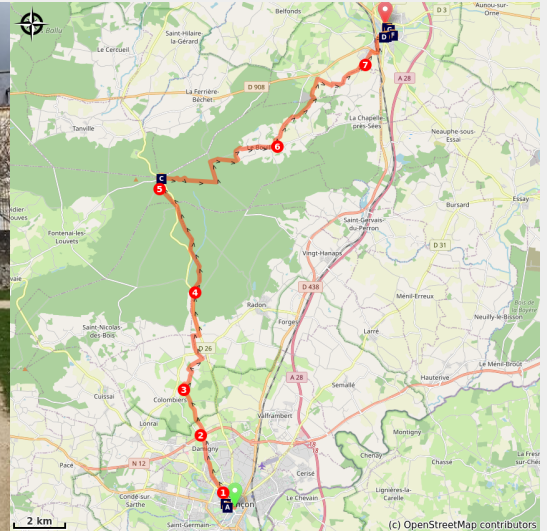 Belfonds
D 3
Aunou-sur-
Orne
Saint-Hilaire
la-Gérard
Le Cercueil
D F
7
A 28
D 908
La Ferrière-
Béchet
La Chapelle
près-Sées
Tanville
Neauphe-sous-
Essai
6
C
5
Essay
Bursard
Saint-Gervais-
du-Perron
Fontenai-les-
Louvets
D 31
Vingt-Hanaps
4
D 438
Ménil-Erreux
Radon
Neuilly-le-Bisson
Saint-Nicolas-
des-Bois
Forges
Larré
D 26
Le Ménil-Brout
A 28
Semallé
Hauterive
3
Cuissai
Colombiers
Valframbert
Lonrai
2
Montigny
Damigny
Chenay
Pacé
N 12
Cerisé
1
A
Condé-sur-
Sarthe
Le Chevain
Lignières-la-
Carelle
Saint-Germain-
2 km
(c) OpenStreetMap contributors